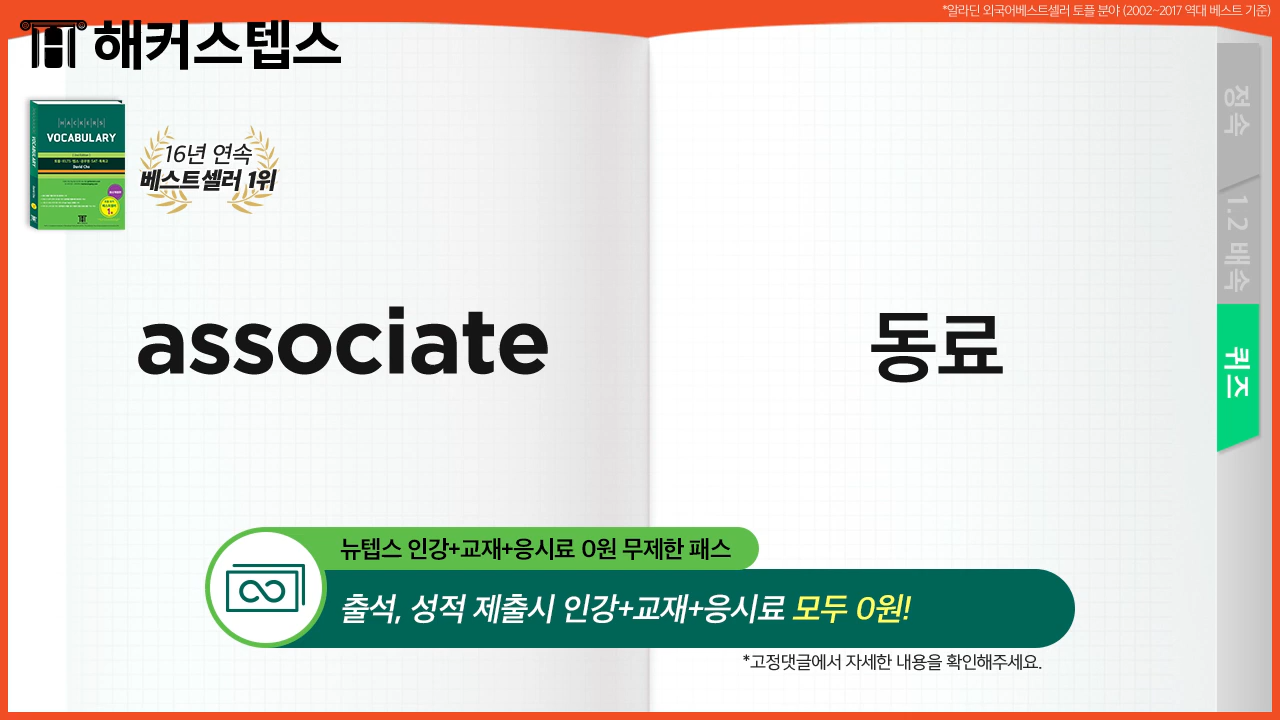 *알라딘 외국어베스트셀러 토플 분야 (2002~2017 역대 베스트 기준)
해커스텝스
HACKERS
VOCABULARY
David Cho
VOCABULARY
16년 연속
베스트셀러 1위
정속
1.2 배속
퀴즈
associate
동료
뉴텝스 인강+교재+응시료 0원 무제한 패스
출석, 성적 제출시 인강+교재+응시료 모두 0원!
*고정댓글에서 자세한 내용을 확인해주세요.